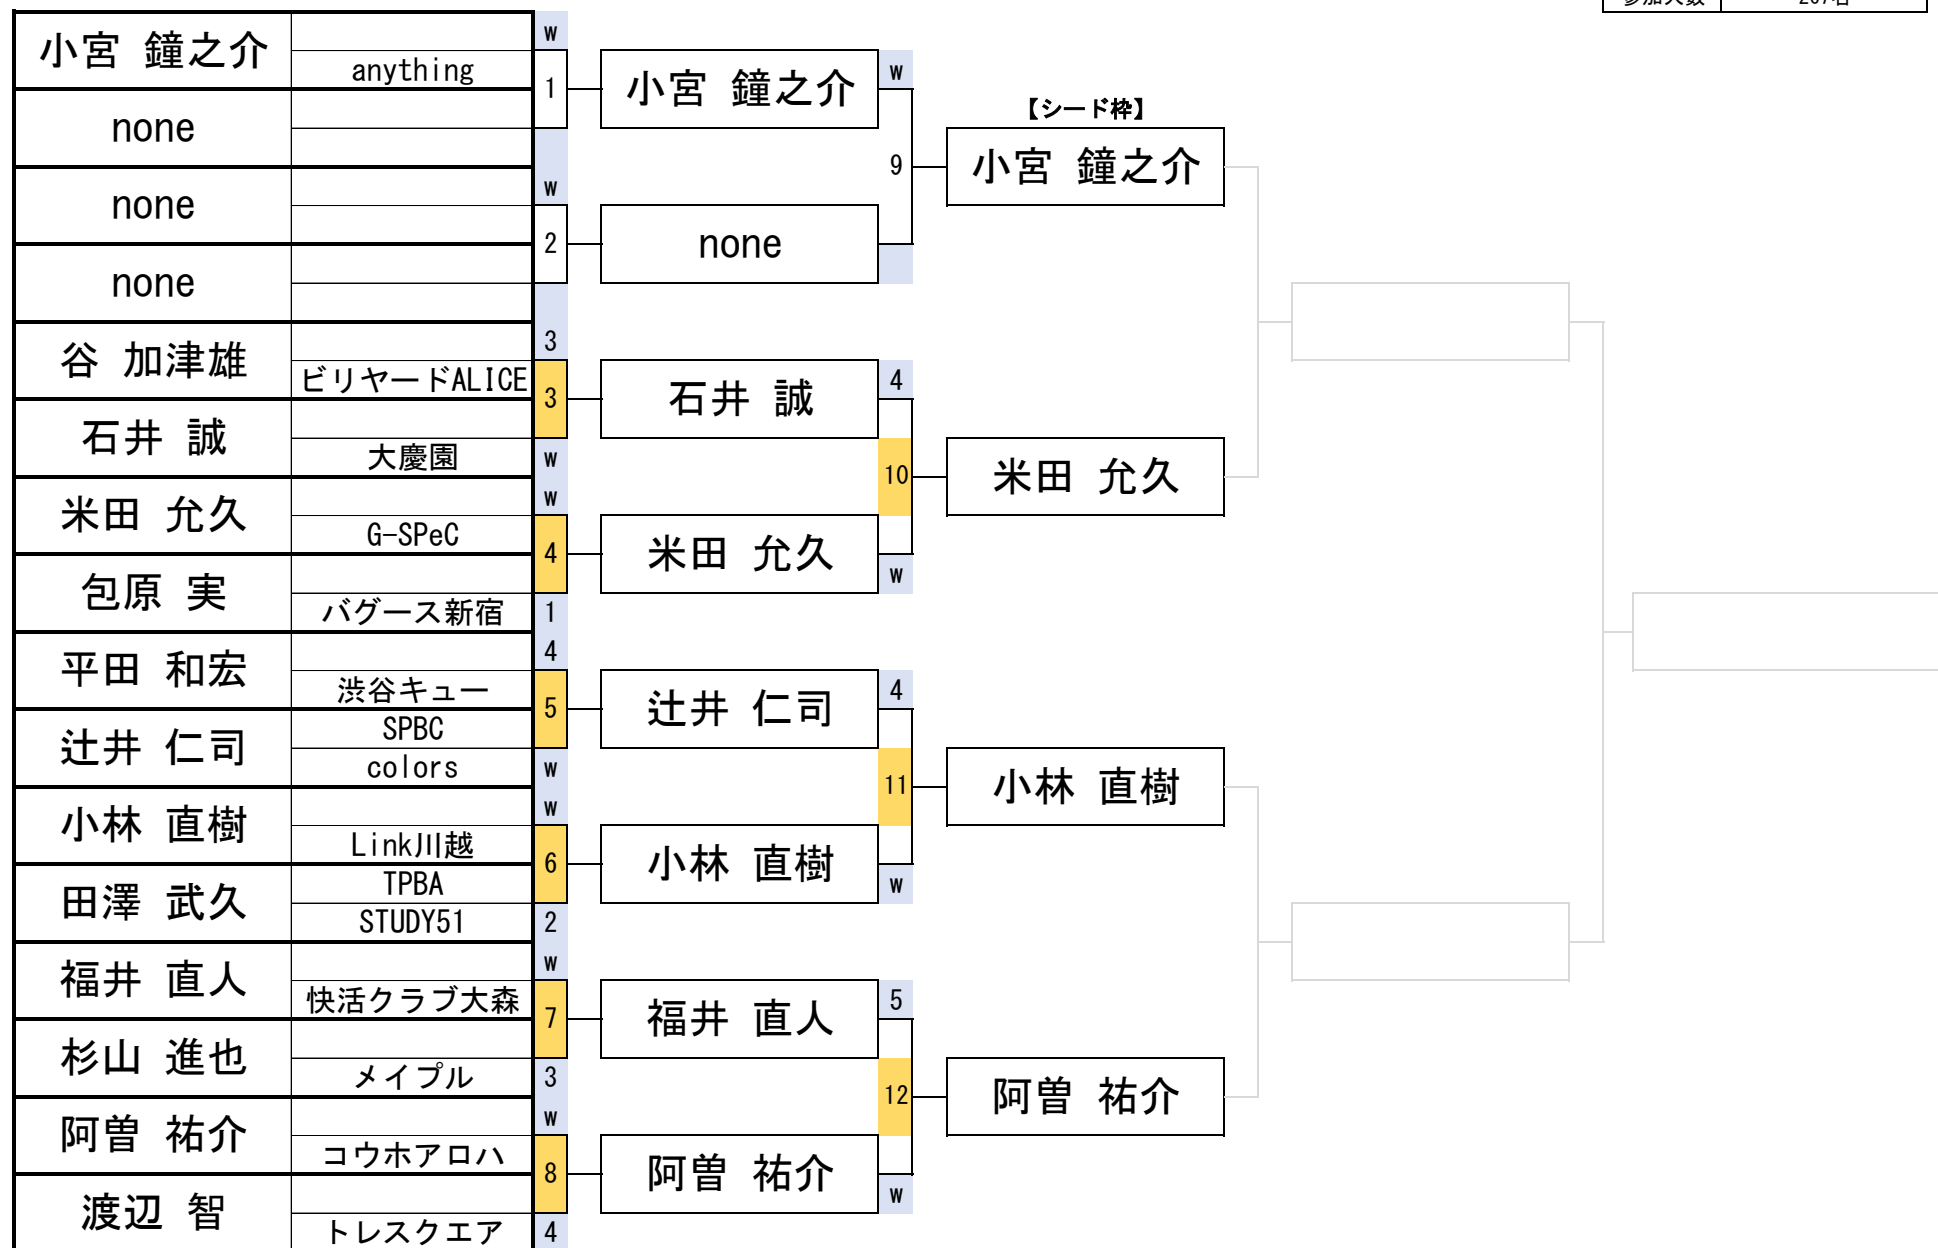 参加人数 207名
小宮 鐘之介
anything
W
1
none
none
W
2
none
谷 加津雄
ビリヤードALICE
3
3
石井 誠
大慶園
W
米田 允久
G-SPeC
W
4
包原 実
バグース新宿
1
平田 和宏
渋谷キュー
4
5
辻井 仁司
SPBC
colors
W
小林 直樹
Link川越
W
6
田澤 武久
TPBA
STUDY51
2
福井 直人
快活クラブ大森
W
7
杉山 進也
メイプル
3
阿曽 祐介
コウホアロハ
W
8
渡辺 智
トレスクエア
4
小宮 鐘之介
W
9
none
石井 誠
4
10
米田 允久
W
辻井 仁司
4
11
小林 直樹
W
福井 直人
5
12
阿曽 祐介
W
【シード枠】
小宮 鐘之介
米田 允久
小林 直樹
阿曽 祐介